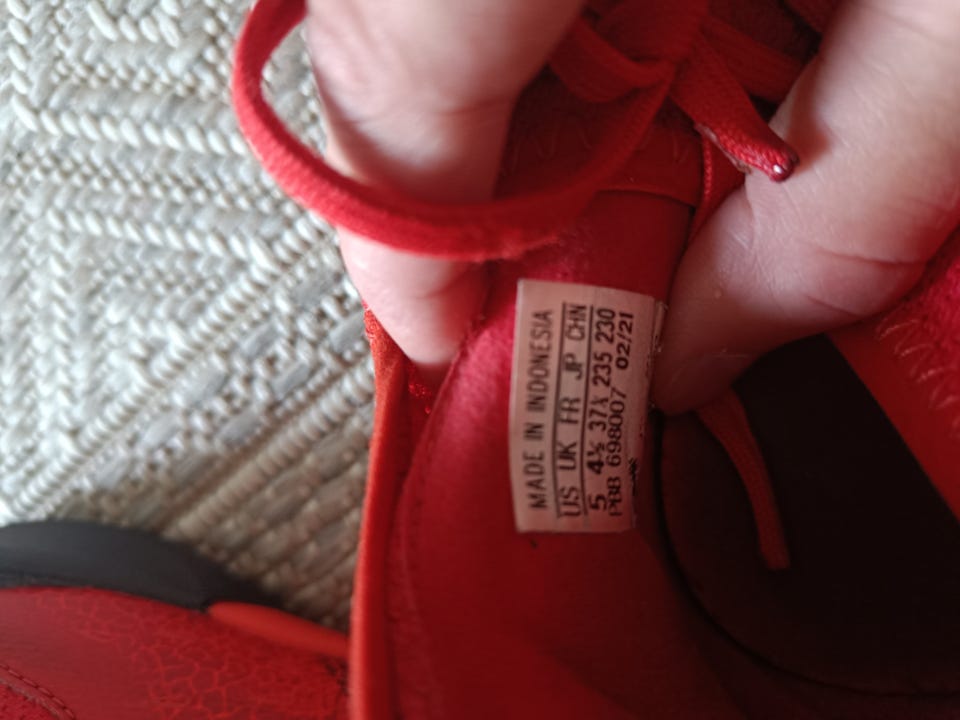 MADE IN INDONESIA
US UK FR JP CHN
5 4½ 37⅓ 235 230
PBB 698007 02/21